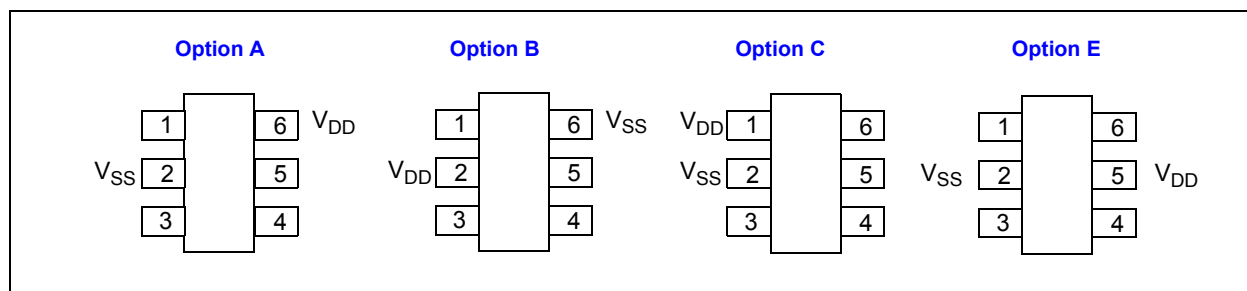 Option A Option B Option C Option E
1 6 VDD 1 6 VSS VDD 1 6 1 6
VSS 2 5 VDD 2 5 VSS 2 5 VSS 2 5 VDD
3 4 3 4 3 4 3 4